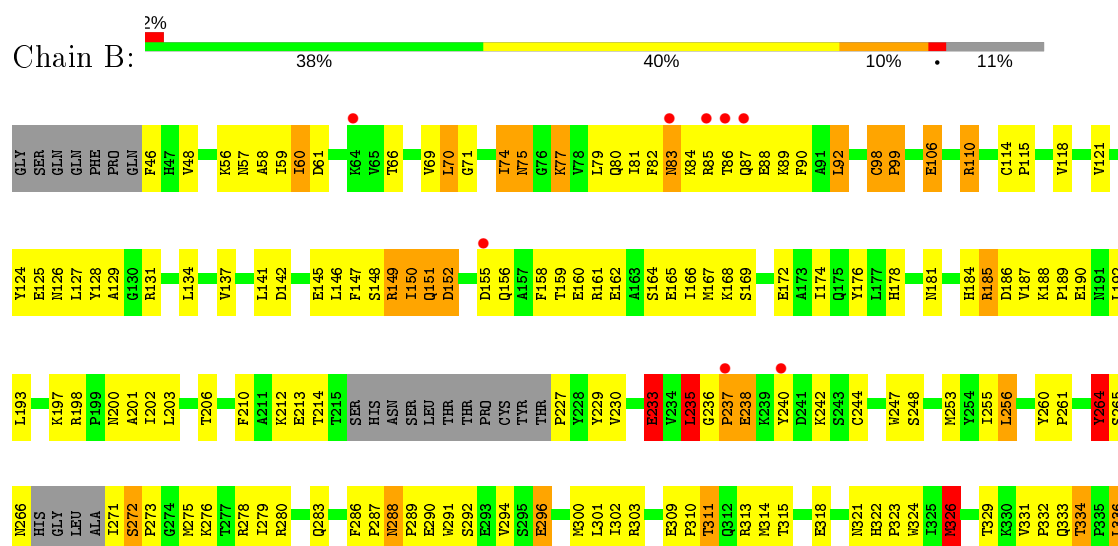 2%
Chain B:
38% 40% 10% • 11%
GLY SER GLN GLN PHE PRO GLN F46 H47 V48 K56 N57 A58 I59 I60 D61 K64 V65 T66 V69 L70 G71 I74 N75 G76 K77 V78 L79 Q80 I81 F82 N83 K84 R85 T86 Q87 E88 K89 F90 A91 L92 C98 P99 E106 R110 C114 P115 V118 V121
Y124 E125 N126 L127 Y128 A129 G130 R131 L134 V137 L141 D142 E145 L146 F147 S148 R149 I150 Q151 D152 D155 Q156 A157 F158 T159 E160 R161 E162 A163 S164 E165 I166 M167 K168 S169 E172 A173 I174 Q175 Y176 L177 H178 N181 H184 R185 D186 V187 K188 P189 E190 N191 L192
L193 K197 R198 P199 N200 A201 I202 L203 T206 F210 A211 K212 E213 T214 T215 SER HIS ASN SER LEU THR THR PRO CYS TYR THR P227 Y228 Y229 V230 E233 V234 L235 G236 P237 E238 K239 Y240 D241 K242 S243 C244 W247 S248 M253 Y254 I255 L256 Y260 P261 Y264 S265
N266 HIS GLY LEU ALA I271 S272 P273 G274 M275 K276 T277 R278 I279 R280 Q283 F286 P287 N288 P289 E290 W291 S292 E293 V294 S295 E296 M300 L301 I302 R303 E309 P310 T311 Q312 R313 M314 T315 E318 N321 H322 P323 W324 I325 M326 T329 K330 V331 P332 Q333 T334 P335